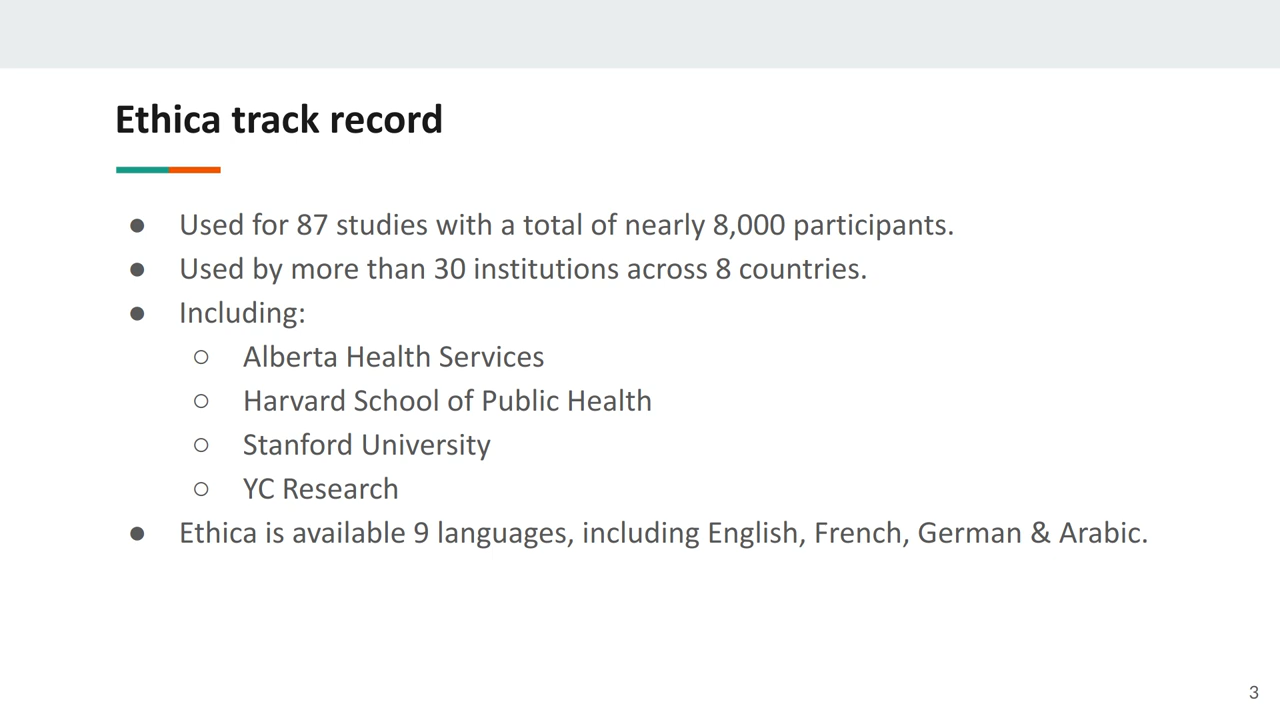 Ethica track record
● Used for 87 studies with a total of nearly 8,000 participants.
● Used by more than 30 institutions across 8 countries.
● Including:
○ Alberta Health Services
○ Harvard School of Public Health
○ Stanford University
○ YC Research
● Ethica is available 9 languages, including English, French, German & Arabic.
3